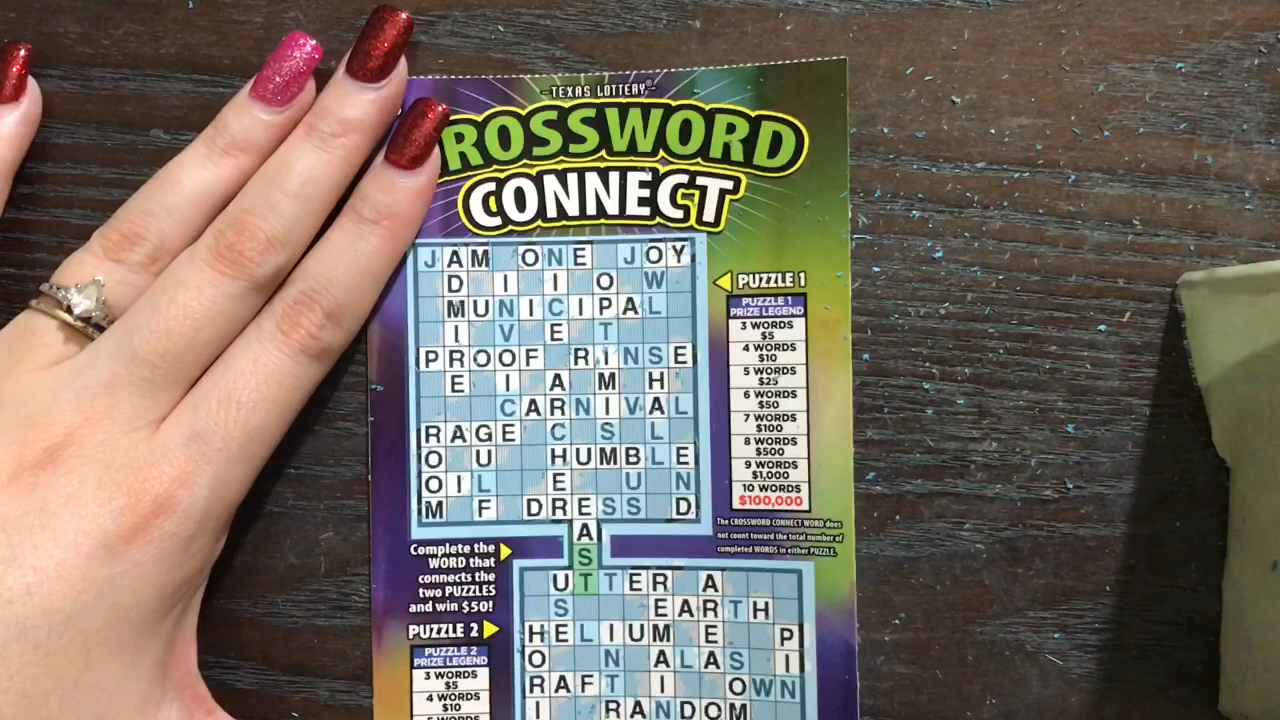 TEXAS LOTTERY®
ROSSWORD
CONNECT
JAM ONE JOY
D I I O W
MUNICIPAL
I V E T
PROOF RINSE
E I A M H
CARNIVAL
RAGE C S L
O U HUMBLE
OIL E U N
M F DRESS D
A
S
T
PUZZLE 1
PUZZLE 1
PRIZE LEGEND
3 WORDS
$5
4 WORDS
$10
5 WORDS
$25
6 WORDS
$50
7 WORDS
$100
8 WORDS
$500
9 WORDS
$1,000
10 WORDS
$100,000
The CROSSWORD CONNECT WORD does
not count toward the total number of
completed WORDS in either PUZZLE.
Complete the
WORD that
connects the
two PUZZLES
and win $50!
PUZZLE 2
PUZZLE 2
PRIZE LEGEND
3 WORDS
$5
4 WORDS
$10
UTTER A
S EARTH
HELIUM E P
O N ALAS I
RAFT I OWN
I RANDOM